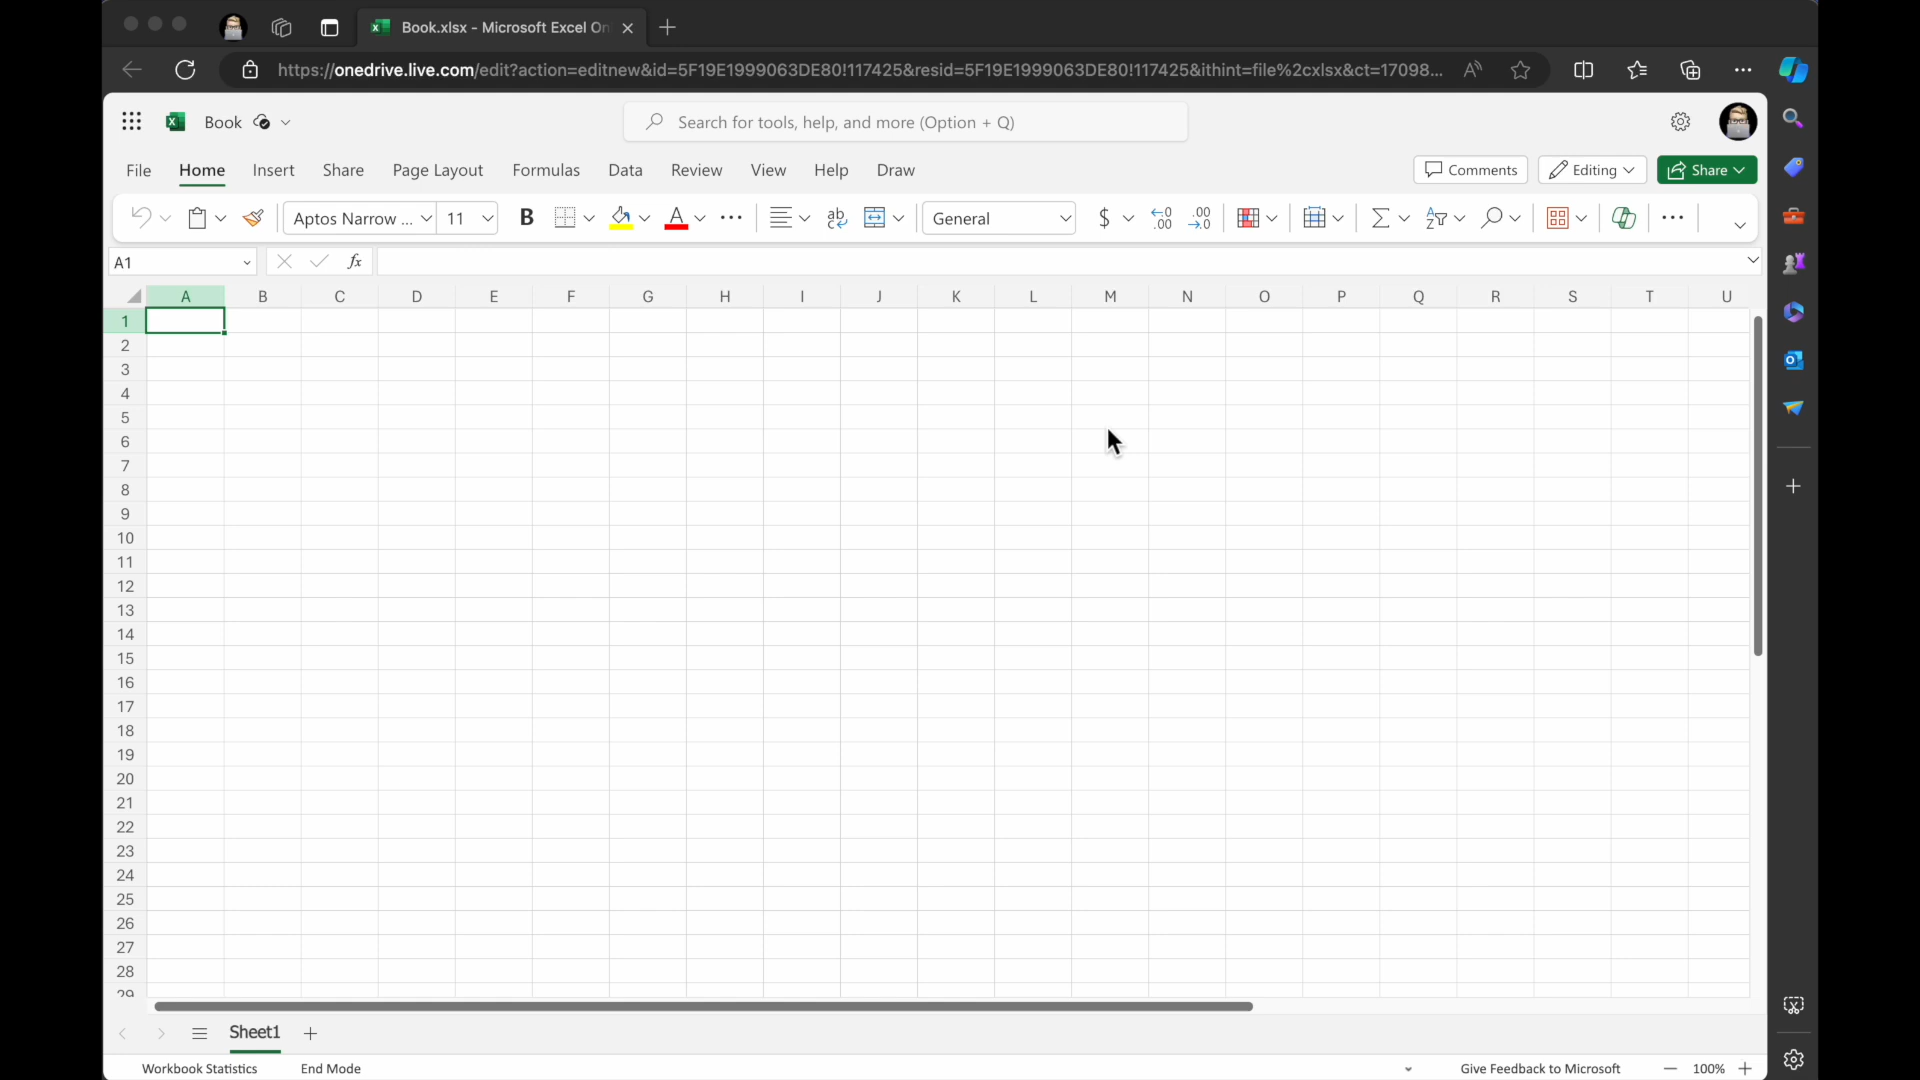 Book.xlsx - Microsoft Excel On
https://onedrive.live.com/edit?action=editnew&id=5F19E1999063DE80!117425&resid=5F19E1999063DE80!117425&ithint=file%2cxlsx&ct=17098...
Book
Search for tools, help, and more (Option + Q)
File Home Insert Share Page Layout Formulas Data Review View Help Draw Comments Editing Share
Aptos Narrow ... 11 B A ab General $ .00 .00
A1 fx
A B C D E F G H I J K L M N O P Q R S T U
1
2
3
4
5
6
7
8
9
10
11
12
13
14
15
16
17
18
19
20
21
22
23
24
25
26
27
28
29
Sheet1
Workbook Statistics End Mode Give Feedback to Microsoft 100%